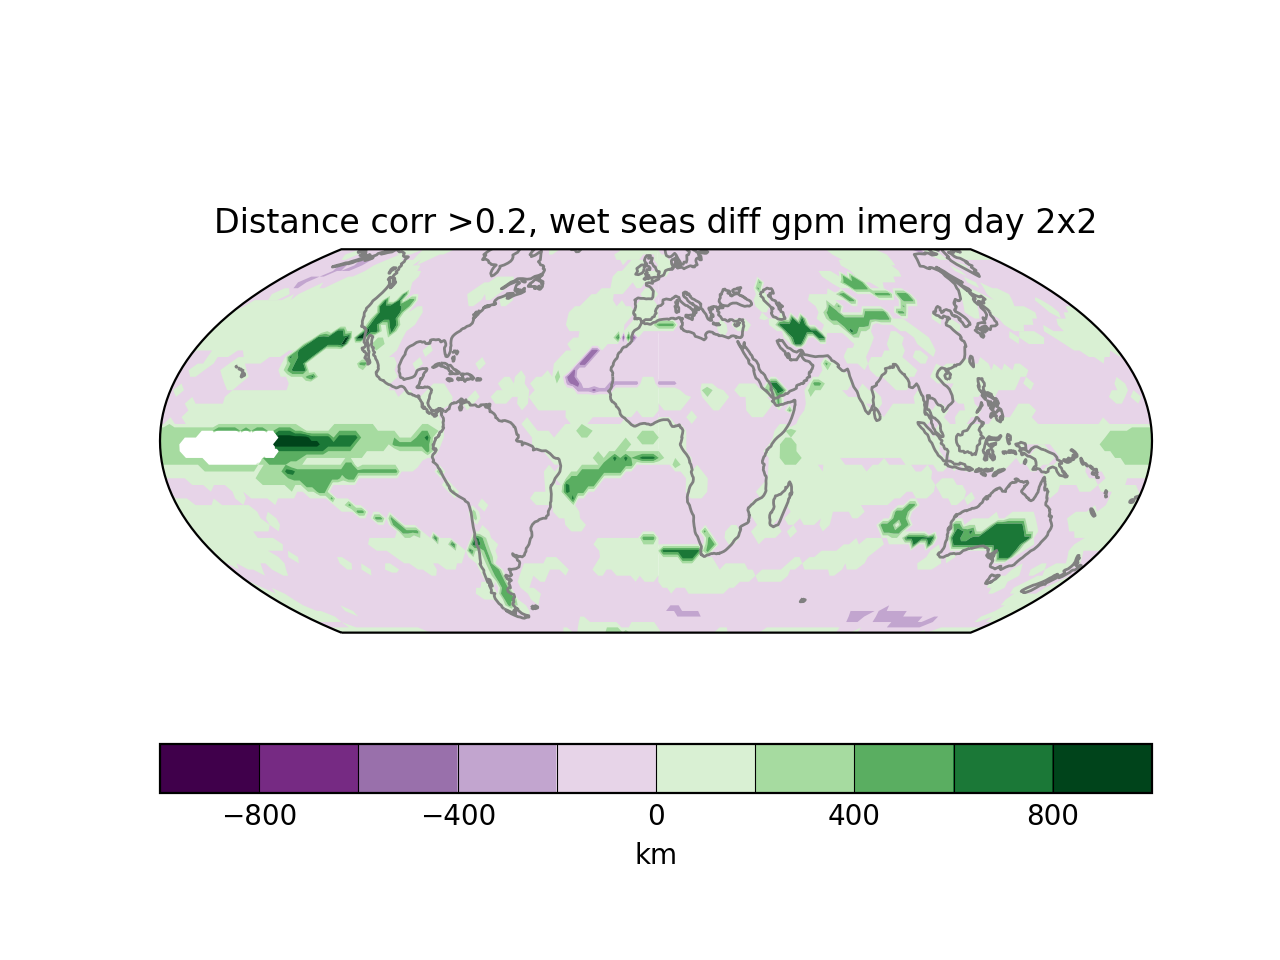 Distance corr >0.2, wet seas diff gpm imerg day 2x2
−800 −400 0 400 800
km